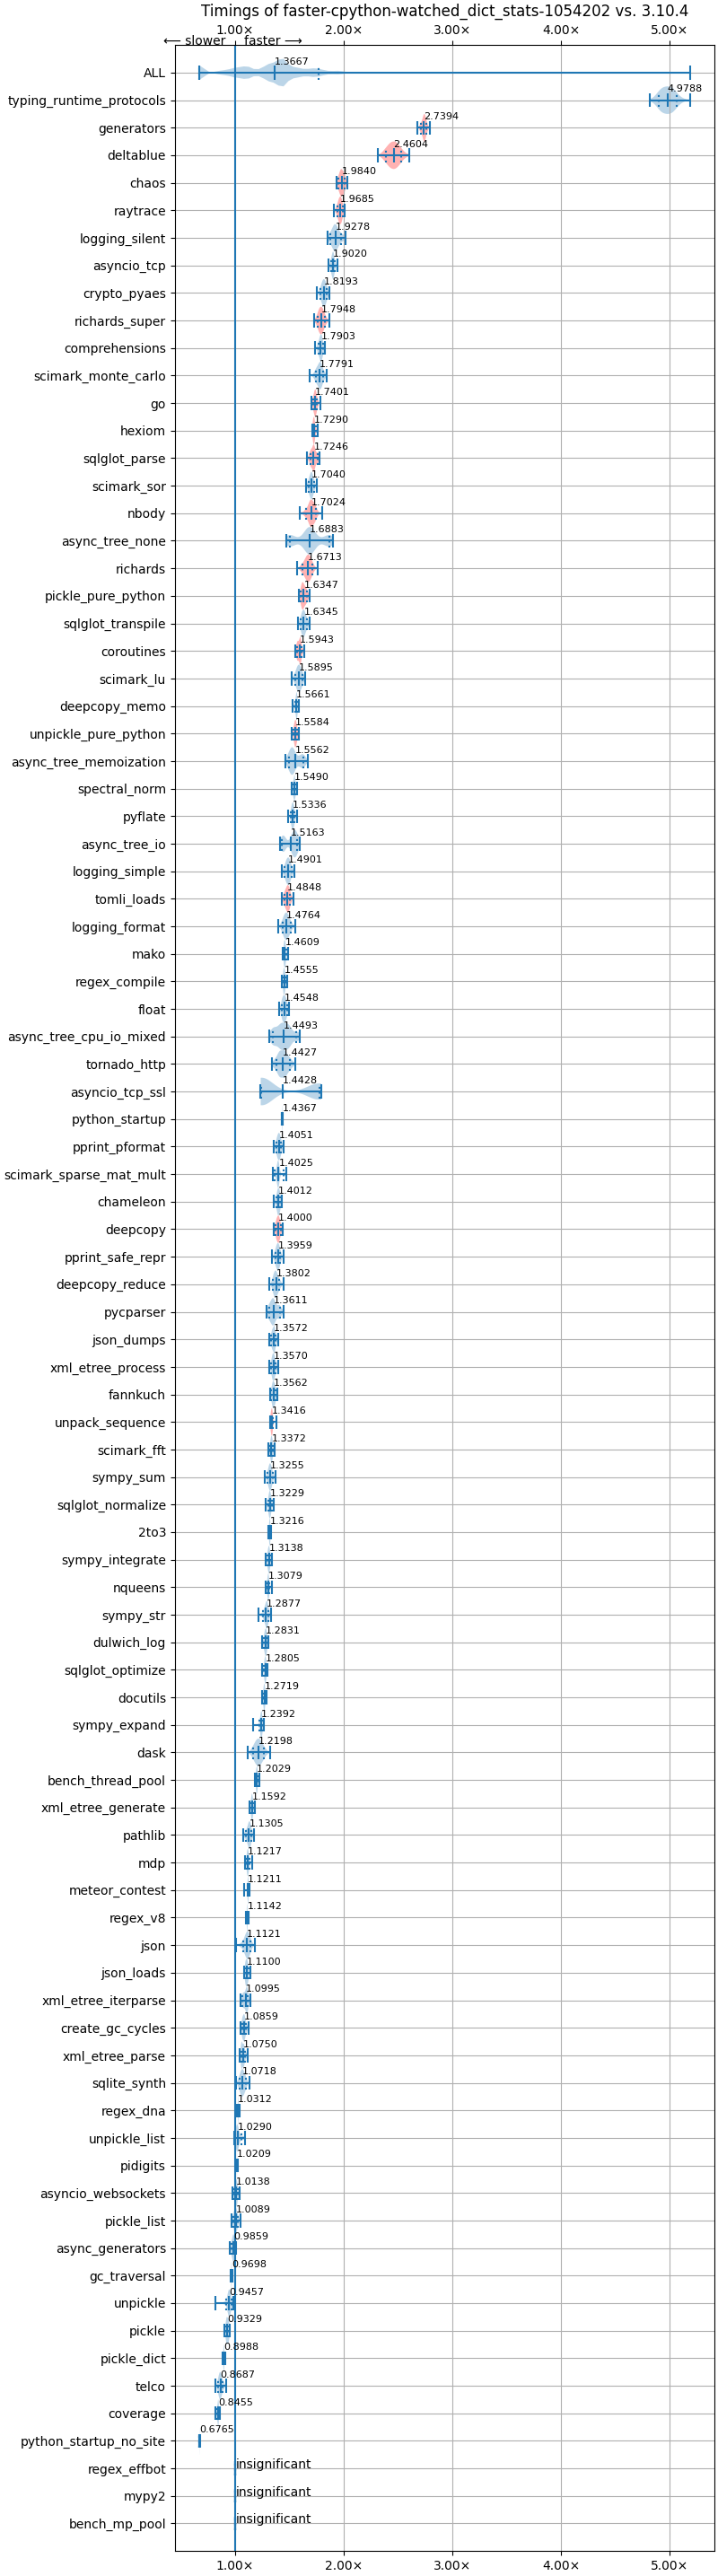 Timings of faster-cpython-watched_dict_stats-1054202 vs. 3.10.4
1.00× 2.00× 3.00× 4.00× 5.00×
⟵ slower faster ⟶
ALL 1.3667
typing_runtime_protocols 4.9788
generators 2.7394
deltablue 2.4604
chaos 1.9840
raytrace 1.9685
logging_silent 1.9278
asyncio_tcp 1.9020
crypto_pyaes 1.8193
richards_super 1.7948
comprehensions 1.7903
scimark_monte_carlo 1.7791
go 1.7401
hexiom 1.7290
sqlglot_parse 1.7246
scimark_sor 1.7040
nbody 1.7024
async_tree_none 1.6883
richards 1.6713
pickle_pure_python 1.6347
sqlglot_transpile 1.6345
coroutines 1.5943
scimark_lu 1.5895
deepcopy_memo 1.5661
unpickle_pure_python 1.5584
async_tree_memoization 1.5562
spectral_norm 1.5490
pyflate 1.5336
async_tree_io 1.5163
logging_simple 1.4901
tomli_loads 1.4848
logging_format 1.4764
mako 1.4609
regex_compile 1.4555
float 1.4548
async_tree_cpu_io_mixed 1.4493
tornado_http 1.4427
asyncio_tcp_ssl 1.4428
python_startup 1.4367
pprint_pformat 1.4051
scimark_sparse_mat_mult 1.4025
chameleon 1.4012
deepcopy 1.4000
pprint_safe_repr 1.3959
deepcopy_reduce 1.3802
pycparser 1.3611
json_dumps 1.3572
xml_etree_process 1.3570
fannkuch 1.3562
unpack_sequence 1.3416
scimark_fft 1.3372
sympy_sum 1.3255
sqlglot_normalize 1.3229
2to3 1.3216
sympy_integrate 1.3138
nqueens 1.3079
sympy_str 1.2877
dulwich_log 1.2831
sqlglot_optimize 1.2805
docutils 1.2719
sympy_expand 1.2392
dask 1.2198
bench_thread_pool 1.2029
xml_etree_generate 1.1592
pathlib 1.1305
mdp 1.1217
meteor_contest 1.1211
regex_v8 1.1142
json 1.1121
json_loads 1.1100
xml_etree_iterparse 1.0995
create_gc_cycles 1.0859
xml_etree_parse 1.0750
sqlite_synth 1.0718
regex_dna 1.0312
unpickle_list 1.0290
pidigits 1.0209
asyncio_websockets 1.0138
pickle_list 1.0089
async_generators 0.9859
gc_traversal 0.9698
unpickle 0.9457
pickle 0.9329
pickle_dict 0.8988
telco 0.8687
coverage 0.8455
python_startup_no_site 0.6765
regex_effbot insignificant
mypy2 insignificant
bench_mp_pool insignificant
1.00× 2.00× 3.00× 4.00× 5.00×